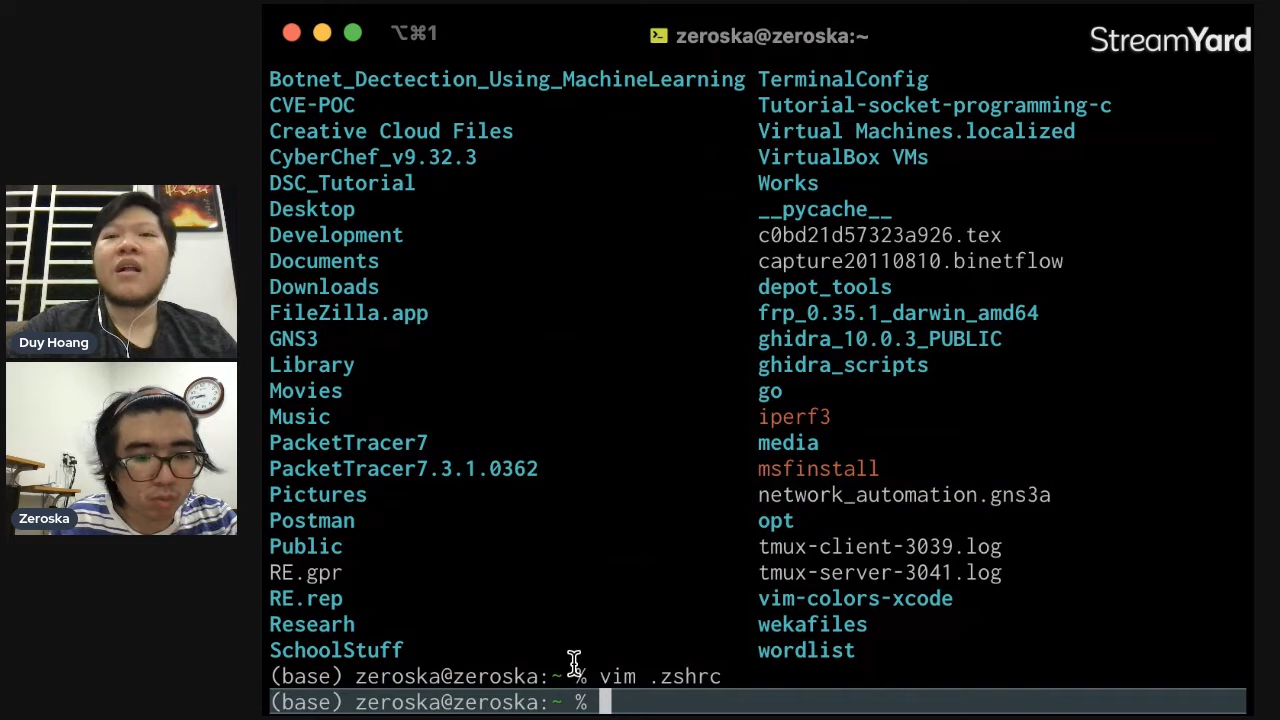 ⌥⌘1
zeroska@zeroska:~
StreamYard
Botnet_Dectection_Using_MachineLearning TerminalConfig
CVE-POC Tutorial-socket-programming-c
Creative Cloud Files Virtual Machines.localized
CyberChef_v9.32.3 VirtualBox VMs
DSC_Tutorial Works
Desktop __pycache__
Development c0bd21d57323a926.tex
Documents capture20110810.binetflow
Downloads depot_tools
FileZilla.app frp_0.35.1_darwin_amd64
GNS3 ghidra_10.0.3_PUBLIC
Library ghidra_scripts
Movies go
Music iperf3
PacketTracer7 media
PacketTracer7.3.1.0362 msfinstall
Pictures network_automation.gns3a
Postman opt
Public tmux-client-3039.log
RE.gpr tmux-server-3041.log
RE.rep vim-colors-xcode
Researh wekafiles
SchoolStuff wordlist
(base) zeroska@zeroska:~ % vim .zshrc
(base) zeroska@zeroska:~ %
Duy Hoang
Zeroska